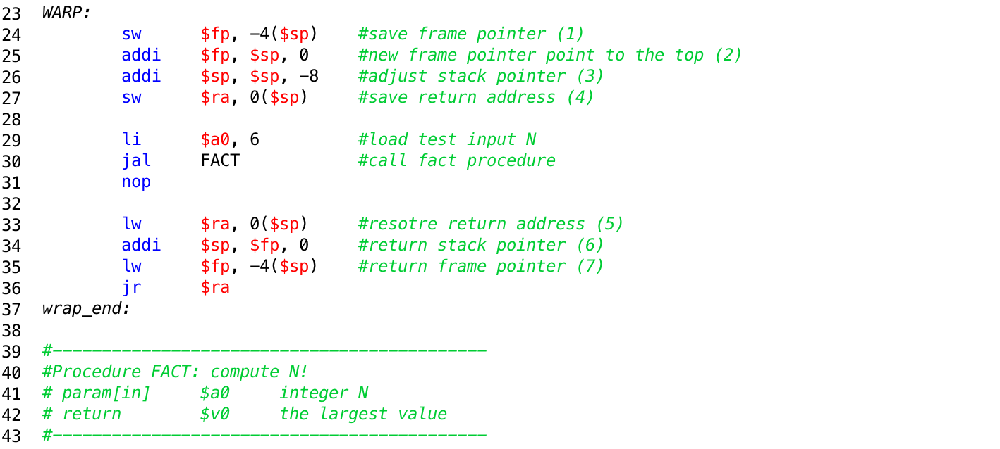 23 WARP:
24 sw $fp, -4($sp) #save frame pointer (1)
25 addi $fp, $sp, 0 #new frame pointer point to the top (2)
26 addi $sp, $sp, -8 #adjust stack pointer (3)
27 sw $ra, 0($sp) #save return address (4)
28
29 li $a0, 6 #load test input N
30 jal FACT #call fact procedure
31 nop
32
33 lw $ra, 0($sp) #resotre return address (5)
34 addi $sp, $fp, 0 #return stack pointer (6)
35 lw $fp, -4($sp) #return frame pointer (7)
36 jr $ra
37 wrap_end:
38
39 #--------------------------------------------
40 #Procedure FACT: compute N!
41 # param[in] $a0 integer N
42 # return $v0 the largest value
43 #--------------------------------------------